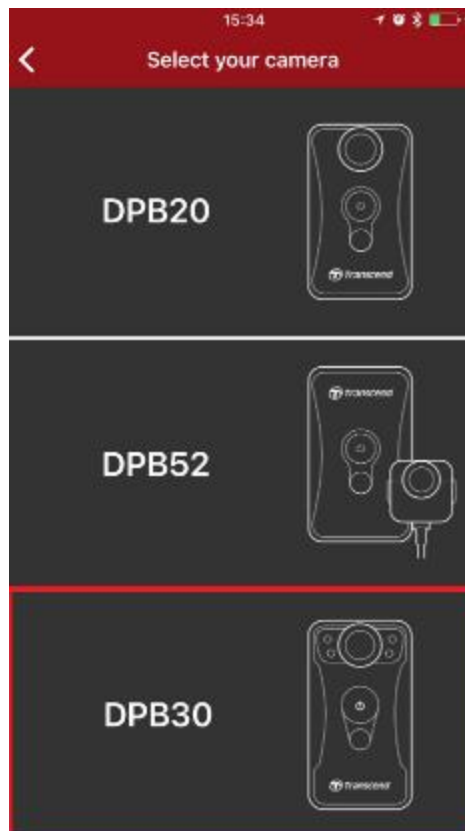 15:34
Select your camera
DPB20
Transcend
DPB52
Transcend
DPB30
Transcend